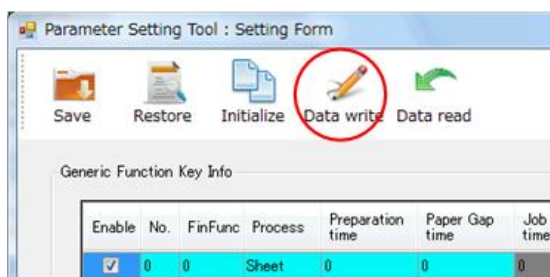 Parameter Setting Tool : Setting Form
Save Restore Initialize Data write Data read
Generic Function Key Info
Enable No. FinFunc Process Preparation time Paper Gap time Job time
0 0 Sheet 0 0 0